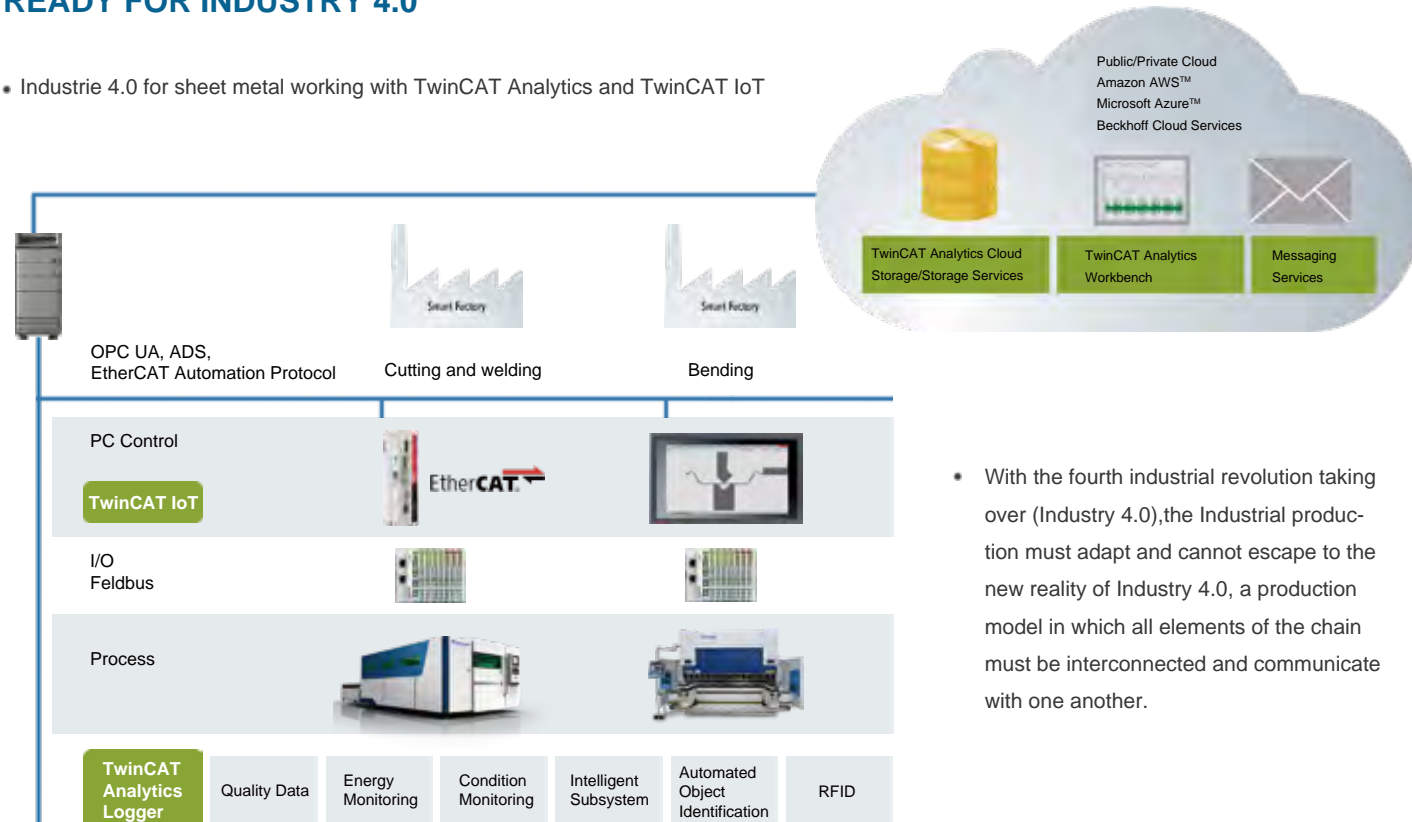 READY FOR INDUSTRY 4.0
Industrie 4.0 for sheet metal working with TwinCAT Analytics and TwinCAT IoT
Public/Private Cloud
Amazon AWS™
Microsoft Azure™
Beckhoff Cloud Services
TwinCAT Analytics Cloud
Storage/Storage Services
TwinCAT Analytics
Workbench
Messaging
Services
Smart Factory
Smart Factory
OPC UA, ADS,
EtherCAT Automation Protocol
Cutting and welding
Bending
PC Control
TwinCAT IoT
EtherCAT
I/O
Feldbus
Process
With the fourth industrial revolution taking
over (Industry 4.0),the Industrial produc-
tion must adapt and cannot escape to the
new reality of Industry 4.0, a production
model in which all elements of the chain
must be interconnected and communicate
with one another.
TwinCAT
Analytics
Logger
Quality Data
Energy
Monitoring
Condition
Monitoring
Intelligent
Subsystem
Automated
Object
Identification
RFID